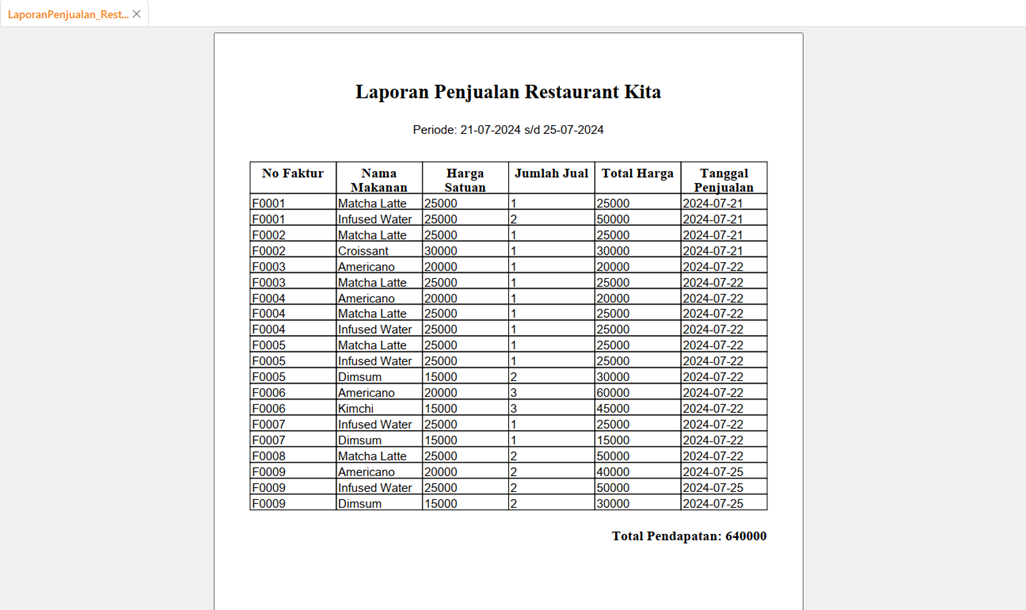 LaporanPenjualan_Rest...
Laporan Penjualan Restaurant Kita
Periode: 21-07-2024 s/d 25-07-2024
No Faktur Nama Makanan Harga Satuan Jumlah Jual Total Harga Tanggal Penjualan
F0001 Matcha Latte 25000 1 25000 2024-07-21
F0001 Infused Water 25000 2 50000 2024-07-21
F0002 Matcha Latte 25000 1 25000 2024-07-21
F0002 Croissant 30000 1 30000 2024-07-21
F0003 Americano 20000 1 20000 2024-07-22
F0003 Matcha Latte 25000 1 25000 2024-07-22
F0004 Americano 20000 1 20000 2024-07-22
F0004 Matcha Latte 25000 1 25000 2024-07-22
F0004 Infused Water 25000 1 25000 2024-07-22
F0005 Matcha Latte 25000 1 25000 2024-07-22
F0005 Infused Water 25000 1 25000 2024-07-22
F0005 Dimsum 15000 2 30000 2024-07-22
F0006 Americano 20000 3 60000 2024-07-22
F0006 Kimchi 15000 3 45000 2024-07-22
F0007 Infused Water 25000 1 25000 2024-07-22
F0007 Dimsum 15000 1 15000 2024-07-22
F0008 Matcha Latte 25000 2 50000 2024-07-22
F0009 Americano 20000 2 40000 2024-07-25
F0009 Infused Water 25000 2 50000 2024-07-25
F0009 Dimsum 15000 2 30000 2024-07-25
Total Pendapatan: 640000